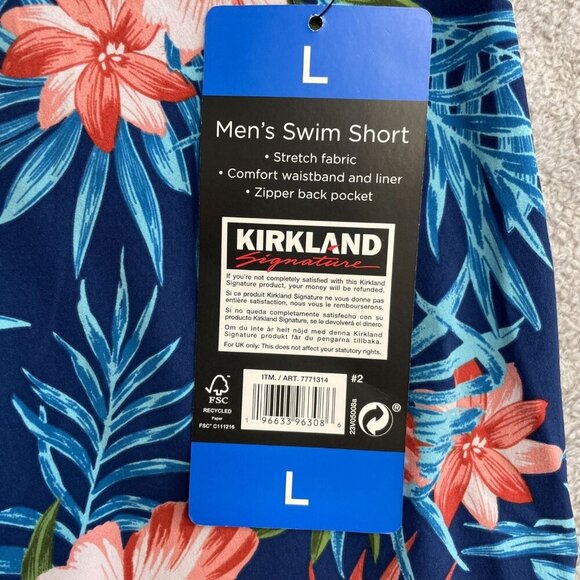 L
Men's Swim Short
• Stretch fabric
• Comfort waistband and liner
• Zipper back pocket
KIRKLAND
Signature
If you're not completely satisfied with this Kirkland
Signature product, your money will be refunded.
Si ce produit Kirkland Signature ne vous donne pas
entière satisfaction, nous vous le rembourserons.
Si no queda completamente satisfecho con su
producto Kirkland Signature, se le devolverá el dinero.
Om du inte är helt nöjd med denna Kirkland
Signature produkt får du pengarna tillbaka.
For UK only: This does not affect your statutory rights.
ITM. / ART. 7771314
#2
FSC
RECYCLED
Paper
FSC® C111216
1 96633 96308 6
23V05008a
®
L